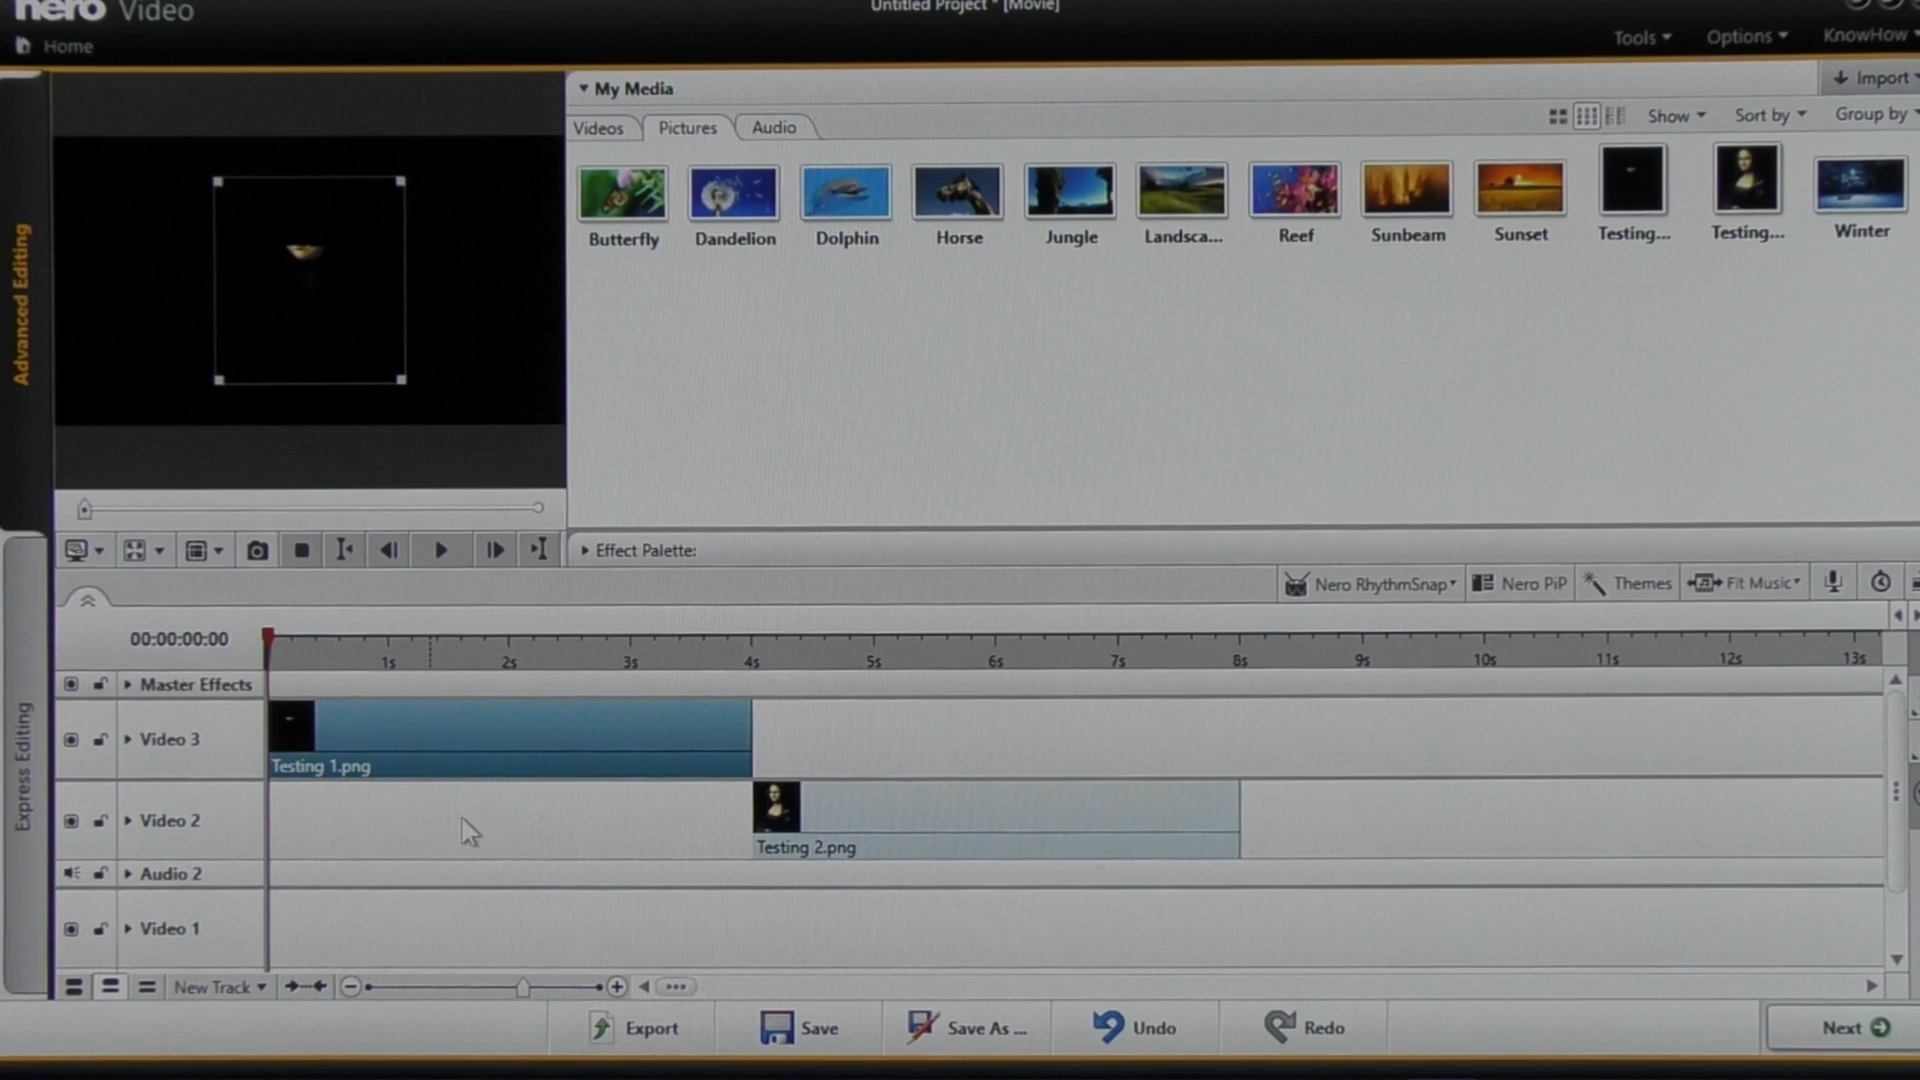 nero Video
Untitled Project * [Movie]
Home
Tools
Options
KnowHow
My Media
Import
Videos
Pictures
Audio
Show
Sort by
Group by
Butterfly
Dandelion
Dolphin
Horse
Jungle
Landsca...
Reef
Sunbeam
Sunset
Testing...
Testing...
Winter
Advanced Editing
Effect Palette:
Nero RhythmSnap
Nero PiP
Themes
Fit Music
00:00:00:00
1s
2s
3s
4s
5s
6s
7s
8s
9s
10s
11s
12s
13s
Master Effects
Video 3
Testing 1.png
Express Editing
Video 2
Testing 2.png
Audio 2
Video 1
New Track
Export
Save
Save As ...
Undo
Redo
Next